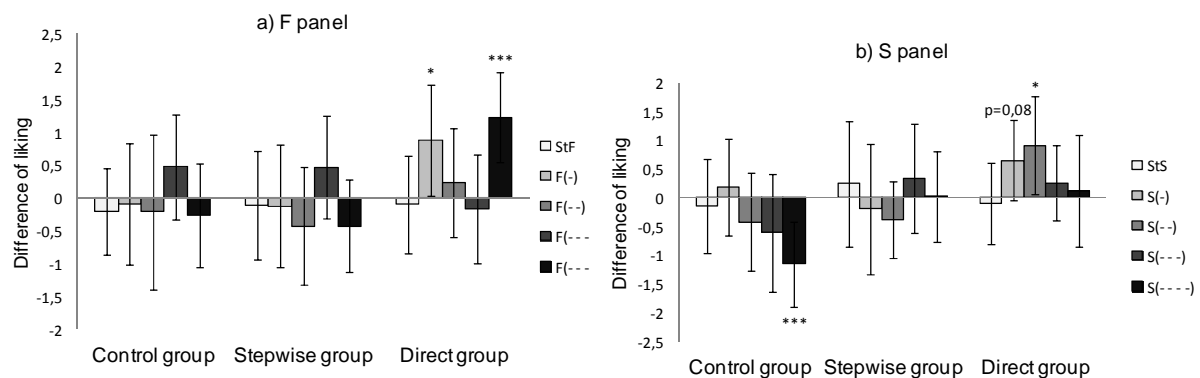 a) F panel
2,5
2
1,5
1
0,5
0
-0,5
-1
-1,5
-2
Difference of liking
*
***
Control group
Stepwise group
Direct group
StF
F(-)
F(--)
F(- - -
F(- - -
b) S panel
2
1,5
1
0,5
0
-0,5
-1
-1,5
-2
2,5
Difference of liking
***
p=0,08
*
Control group
Stepwise group
Direct group
StS
S(-)
S(--)
S(---)
S(- - - -)